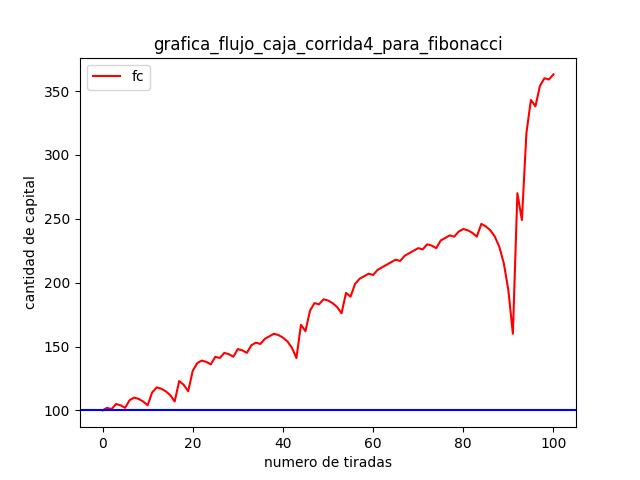 grafica_flujo_caja_corrida4_para_fibonacci
fc
cantidad de capital
350
300
250
200
150
100
0 20 40 60 80 100
numero de tiradas